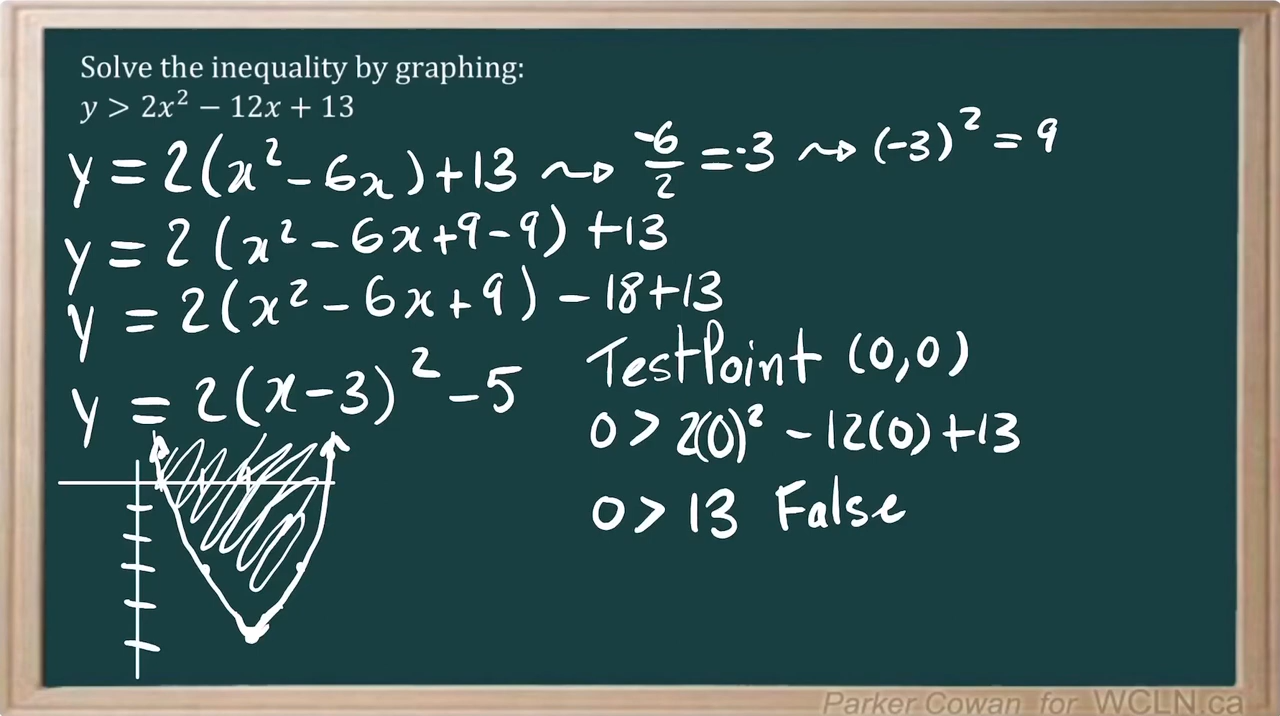 Solve the inequality by graphing:
y > 2x² − 12x + 13
y = 2(x² − 6x) + 13 ⇝ -6/2 = -3 ⇝ (-3)² = 9
y = 2(x² − 6x + 9 − 9) + 13
y = 2(x² − 6x + 9) − 18 + 13
y = 2(x − 3)² − 5
Test Point (0,0)
0 > 2(0)² − 12(0) + 13
0 > 13 False
Parker Cowan for WCLN.ca